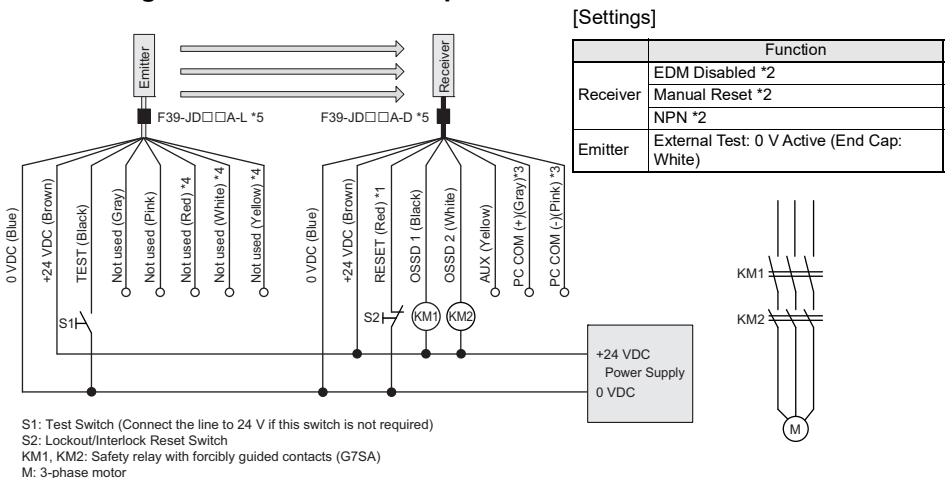 [Settings]
Function
Receiver
EDM Disabled *2
Manual Reset *2
NPN *2
Emitter
External Test: 0 V Active (End Cap:
White)
Emitter
Receiver
F39-JD□□A-L *5
F39-JD□□A-D *5
0 VDC (Blue)
+24 VDC (Brown)
TEST (Black)
Not used (Gray)
Not used (Pink)
Not used (Red) *4
Not used (White) *4
Not used (Yellow) *4
0 VDC (Blue)
+24 VDC (Brown)
RESET (Red) *1
OSSD 1 (Black)
OSSD 2 (White)
AUX (Yellow)
PC COM (+)(Gray)*3
PC COM (-)(Pink) *3
S1
S2
KM1
KM2
+24 VDC
Power Supply
0 VDC
KM1
KM2
M
S1: Test Switch (Connect the line to 24 V if this switch is not required)
S2: Lockout/Interlock Reset Switch
KM1, KM2: Safety relay with forcibly guided contacts (G7SA)
M: 3-phase motor